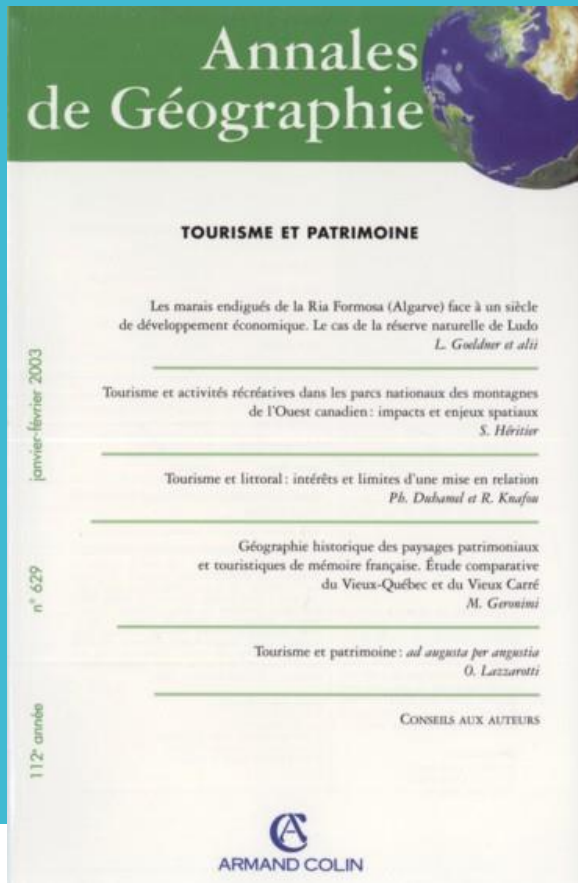 Annales
de Géographie
TOURISME ET PATRIMOINE
Les marais endigués de la Ria Formosa (Algarve) face à un siècle
de développement économique. Le cas de la réserve naturelle de Ludo
L. Goeldner et alii
Tourisme et activités récréatives dans les parcs nationaux des montagnes
de l'Ouest canadien : impacts et enjeux spatiaux
S. Héritier
Tourisme et littoral : intérêts et limites d'une mise en relation
Ph. Duhamel et R. Knafou
Géographie historique des paysages patrimoniaux
et touristiques de mémoire française. Étude comparative
du Vieux-Québec et du Vieux Carré
M. Geronimi
Tourisme et patrimoine : ad augusta per angustia
O. Lazzarotti
CONSEILS AUX AUTEURS
janvier-février 2003
n° 629
112e année
AC
ARMAND COLIN